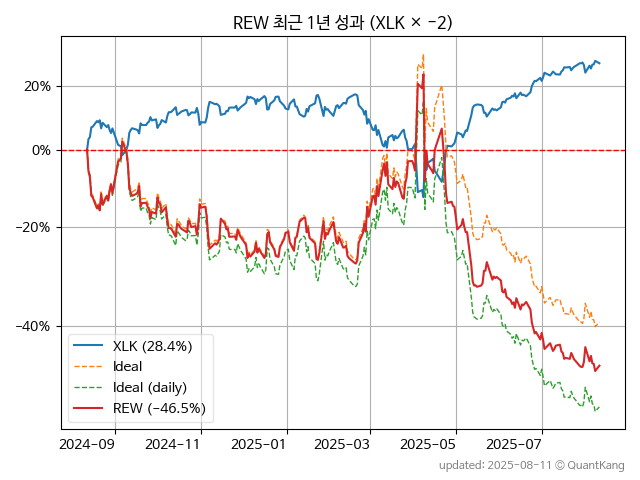 REW 최근 1년 성과 (XLK × −2)
20%
0%
−20%
−40%
XLK (28.4%)
Ideal
Ideal (daily)
REW (−46.5%)
2024−09
2024−11
2025−01
2025−03
2025−05
2025−07
updated: 2025-08-11 © QuantKang